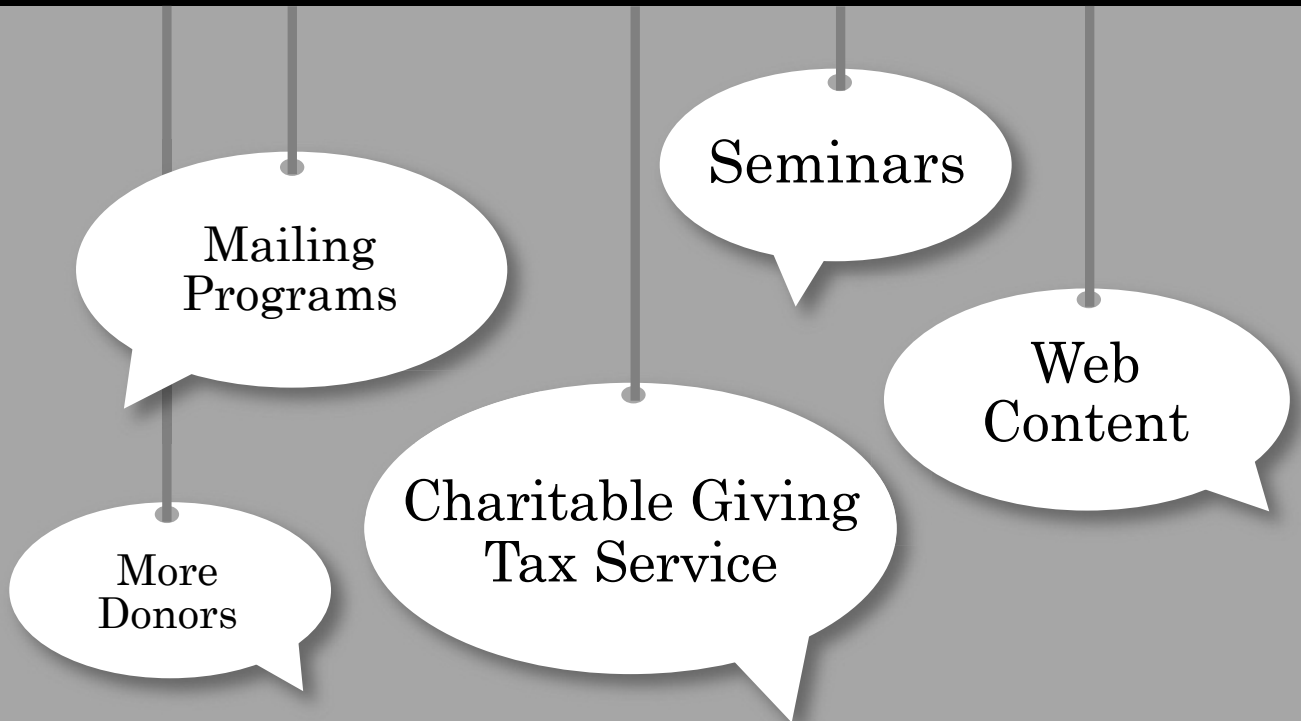 Seminars
Mailing
Programs
Web
Content
Charitable Giving
Tax Service
More
Donors